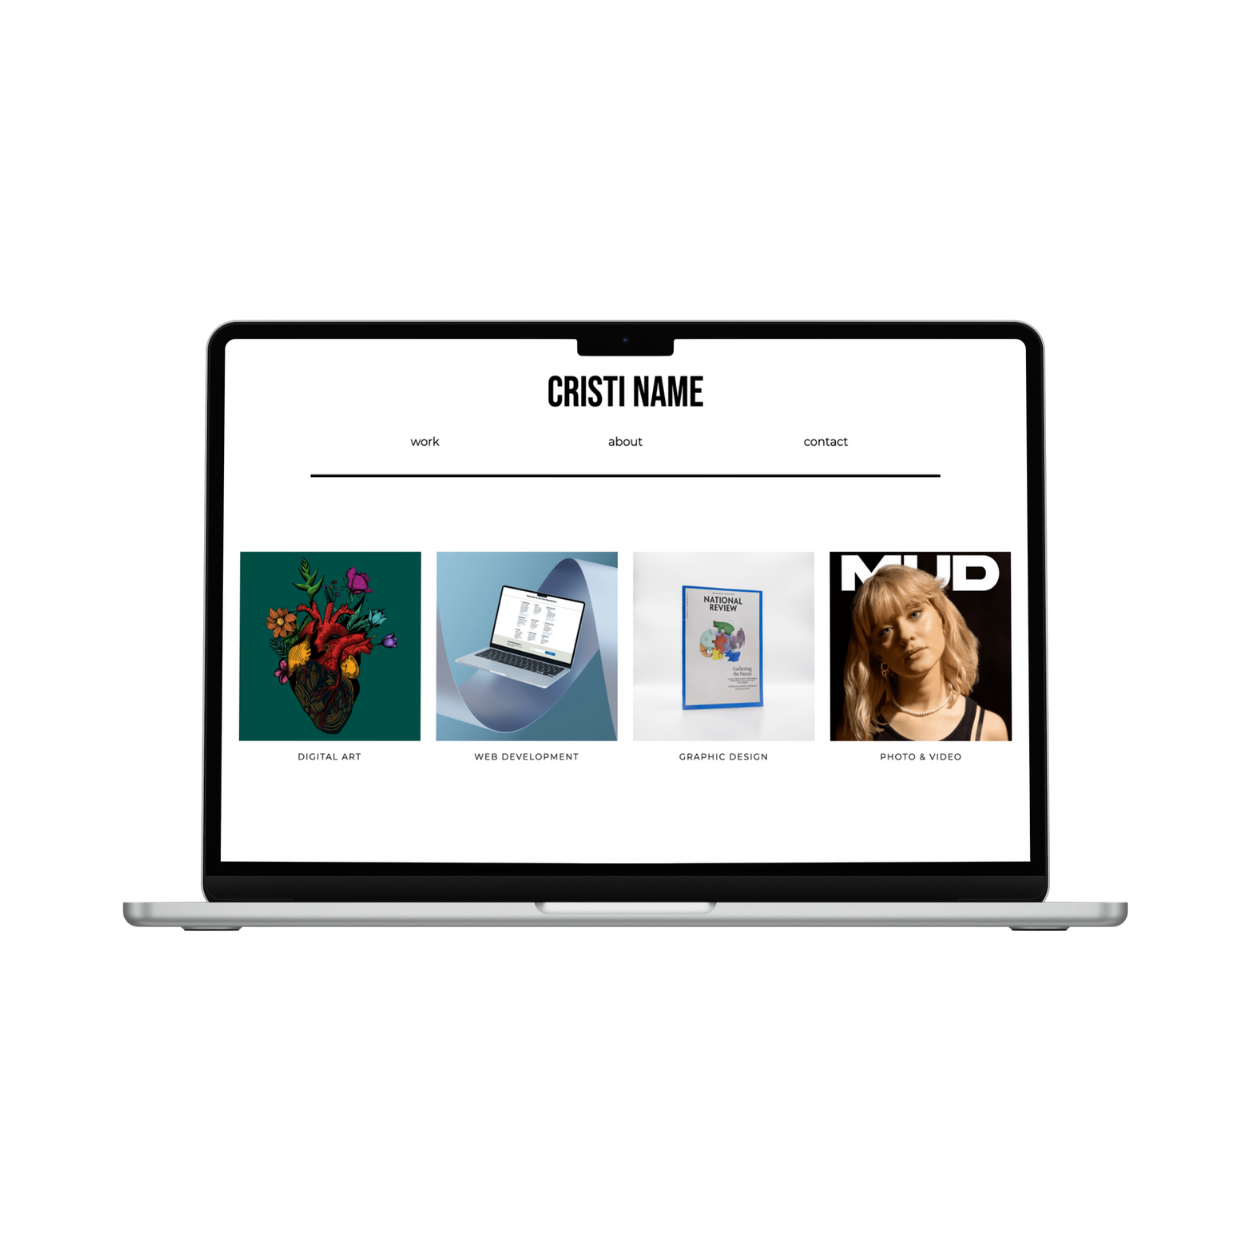 CRISTI NAME
work about contact
NATIONAL
REVIEW
Gathering
the Pieces
MUD
DIGITAL ART
WEB DEVELOPMENT
GRAPHIC DESIGN
PHOTO & VIDEO